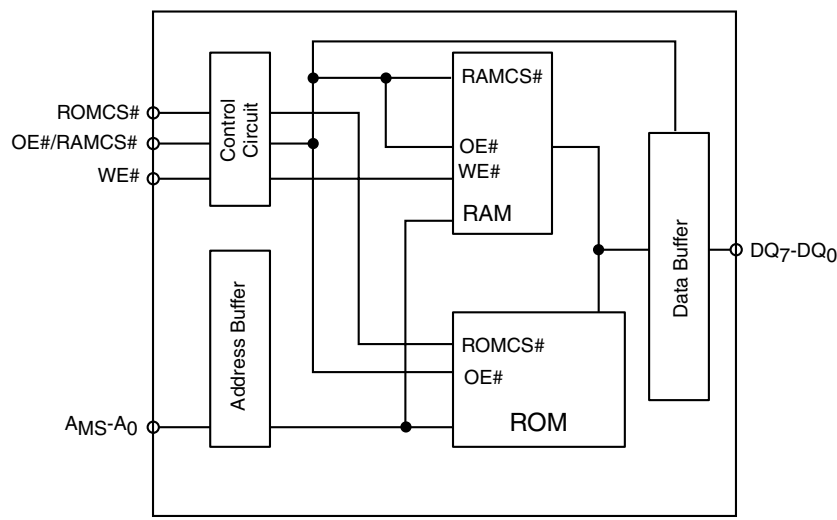 ROMCS#
OE#/RAMCS#
WE#
AMS-A0
Control
Circuit
Address Buffer
RAMCS#
OE#
WE#
RAM
ROMCS#
OE#
ROM
Data Buffer
DQ7-DQ0